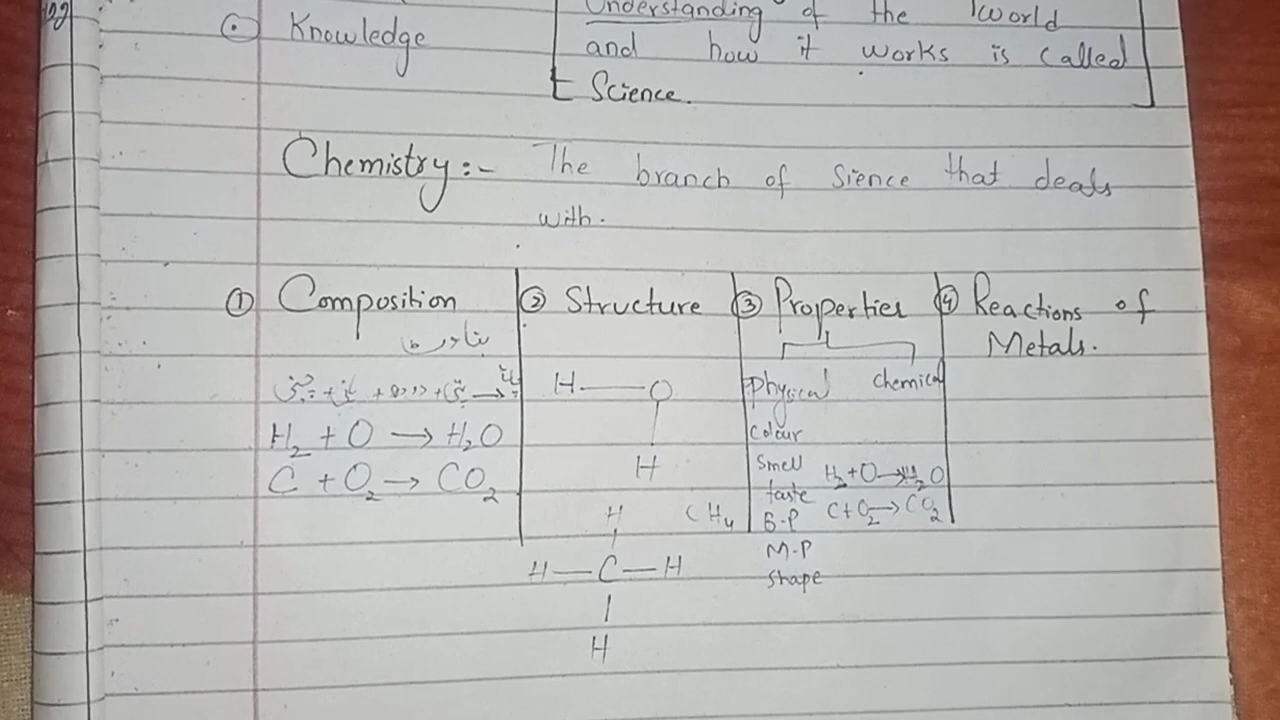 Understanding of the World
⊙ Knowledge and how it works is called
Science.
Chemistry:- The branch of Sience that deals
with.
① Composition ② Structure ③ Properties ④ Reactions of
Metals.
بناوٹ
H—O
H
Physical Chemical
H₂ + O → H₂O
C + O₂ → CO₂
Colour
Smell
taste
B.P
M.P
Shape
H₂+O→H₂O
C+O₂→CO₂
CH₄
H
H—C—H
H